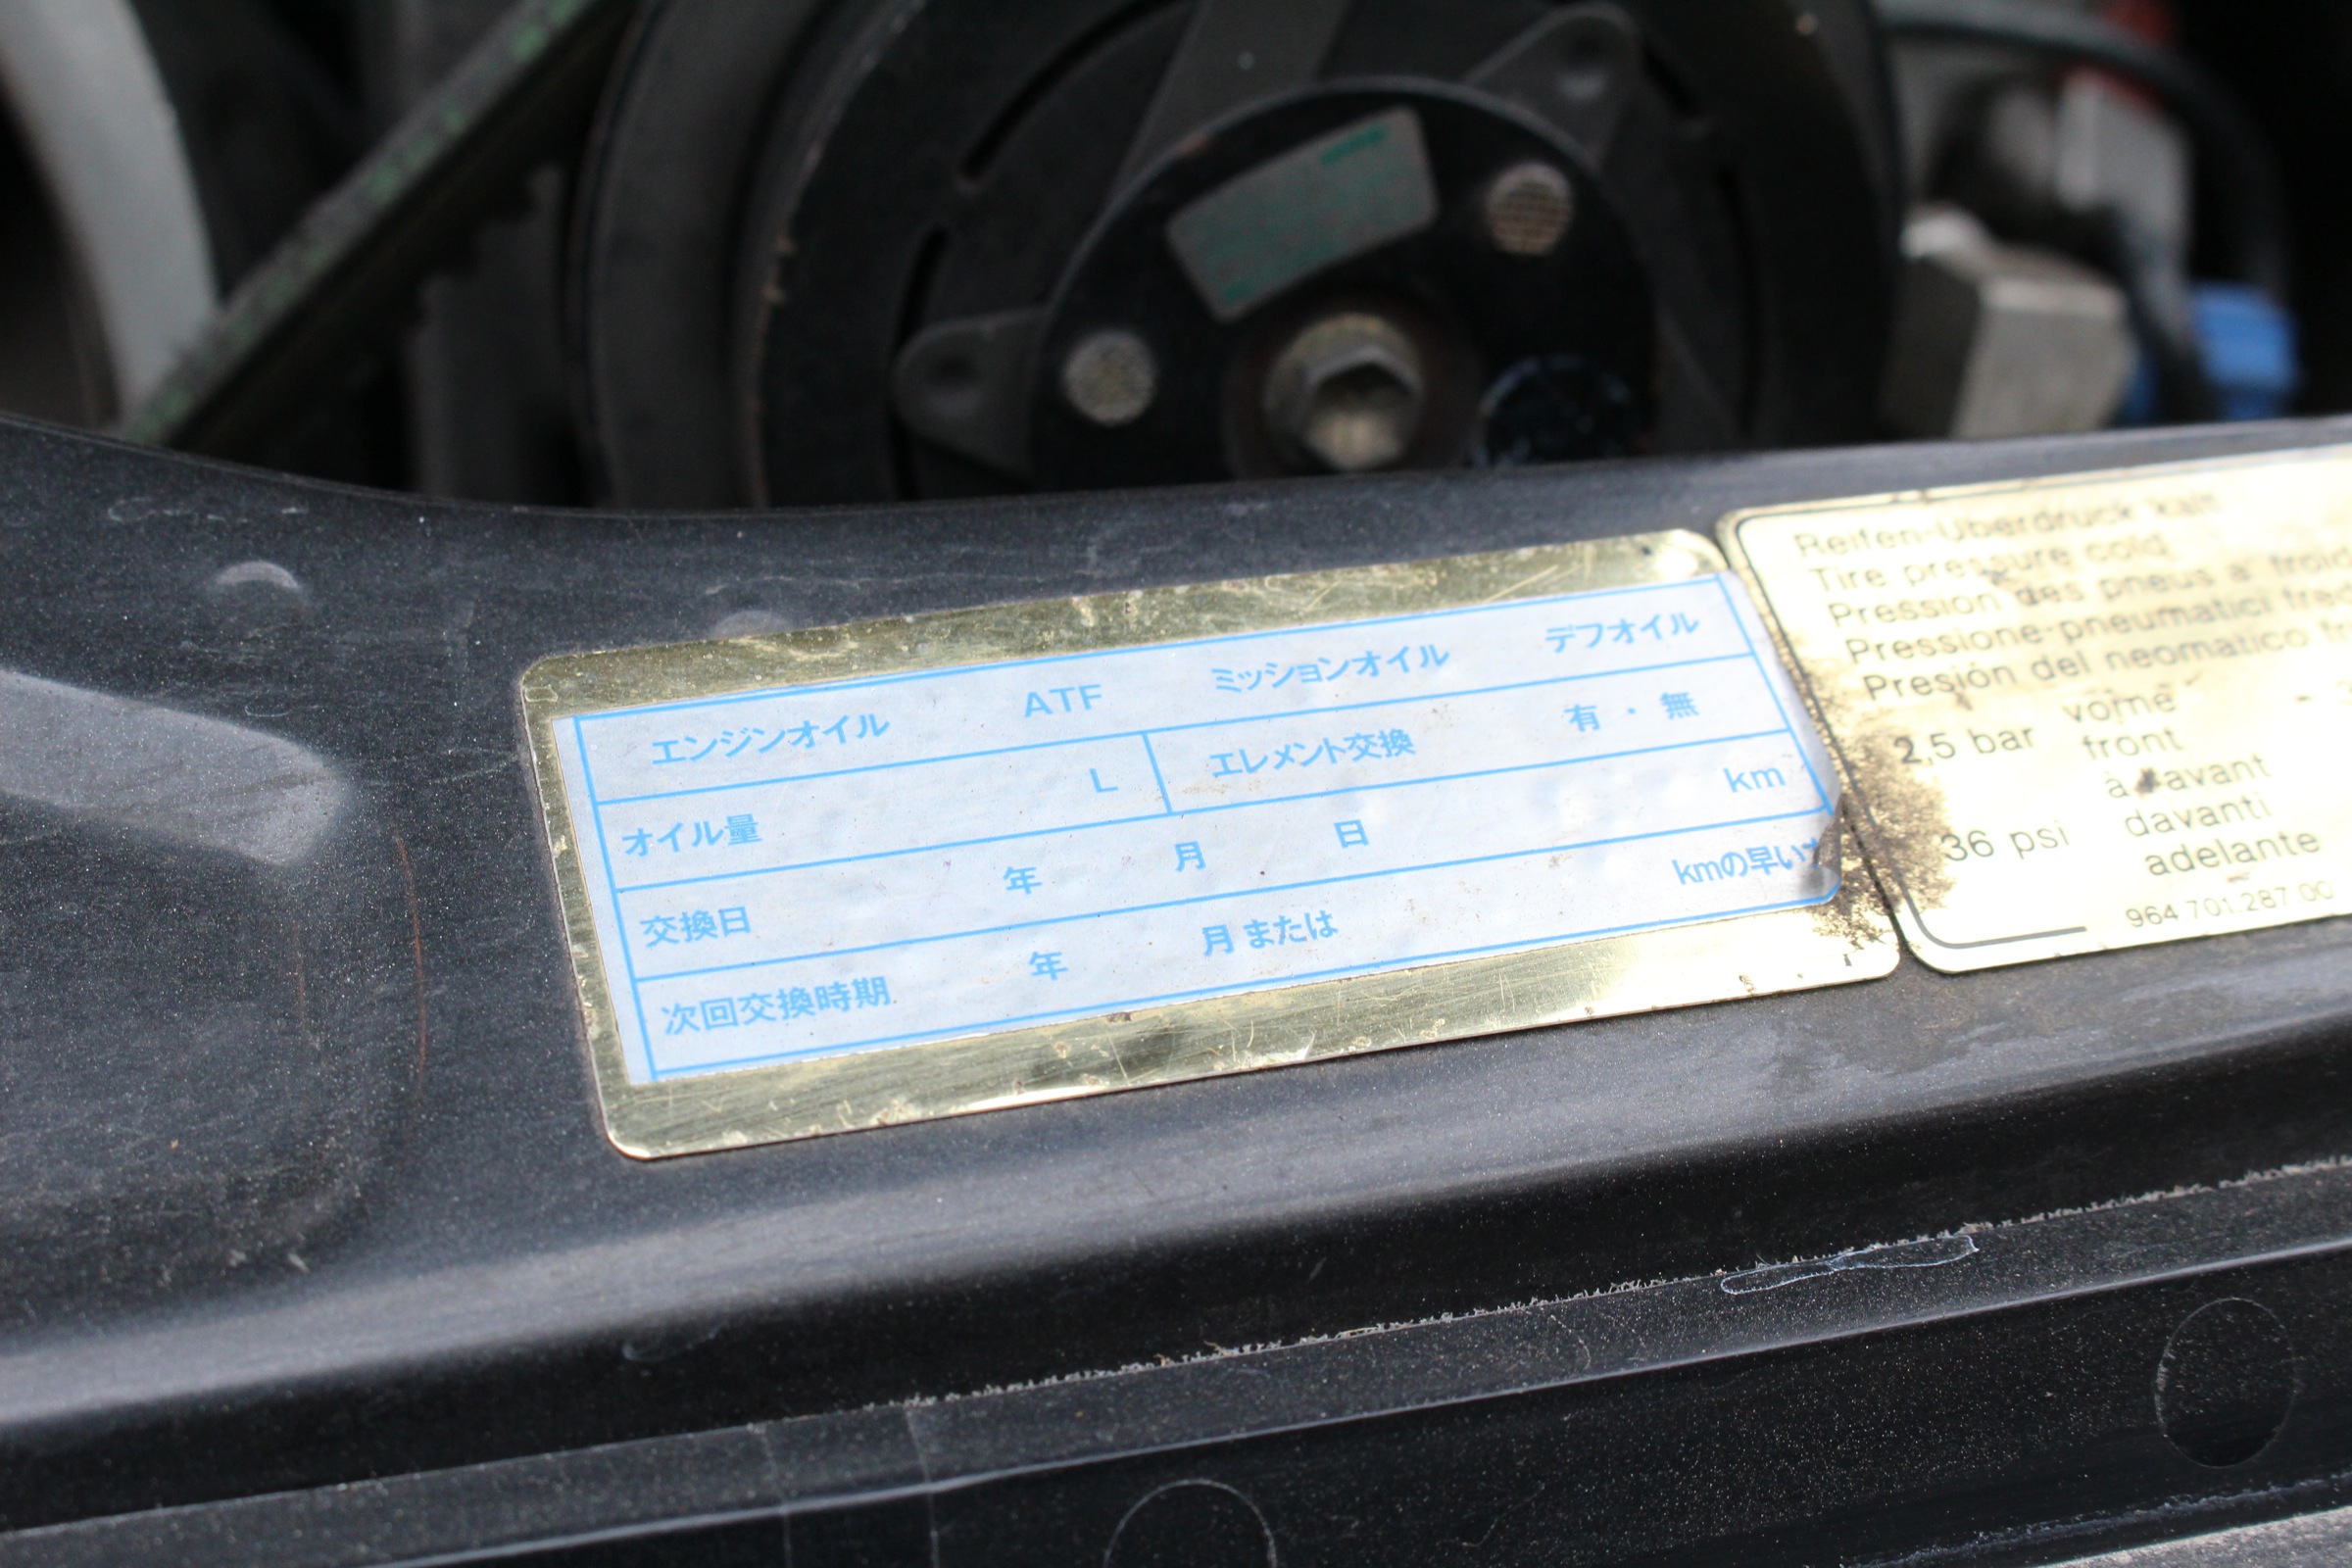 エンジンオイル ATF ミッションオイル デフオイル
オイル量 L エレメント交換 有・無
交換日 年 月 日 km
次回交換時期 年 月または kmの早い
Reifen-Überdruck kalt
Tire pressure cold
Pression des pneus à froid
Pressione pneumatici
Presión del neomatico
2,5 bar vorne
front
à l'avant
36 psi davanti
adelante
964 701 287 00